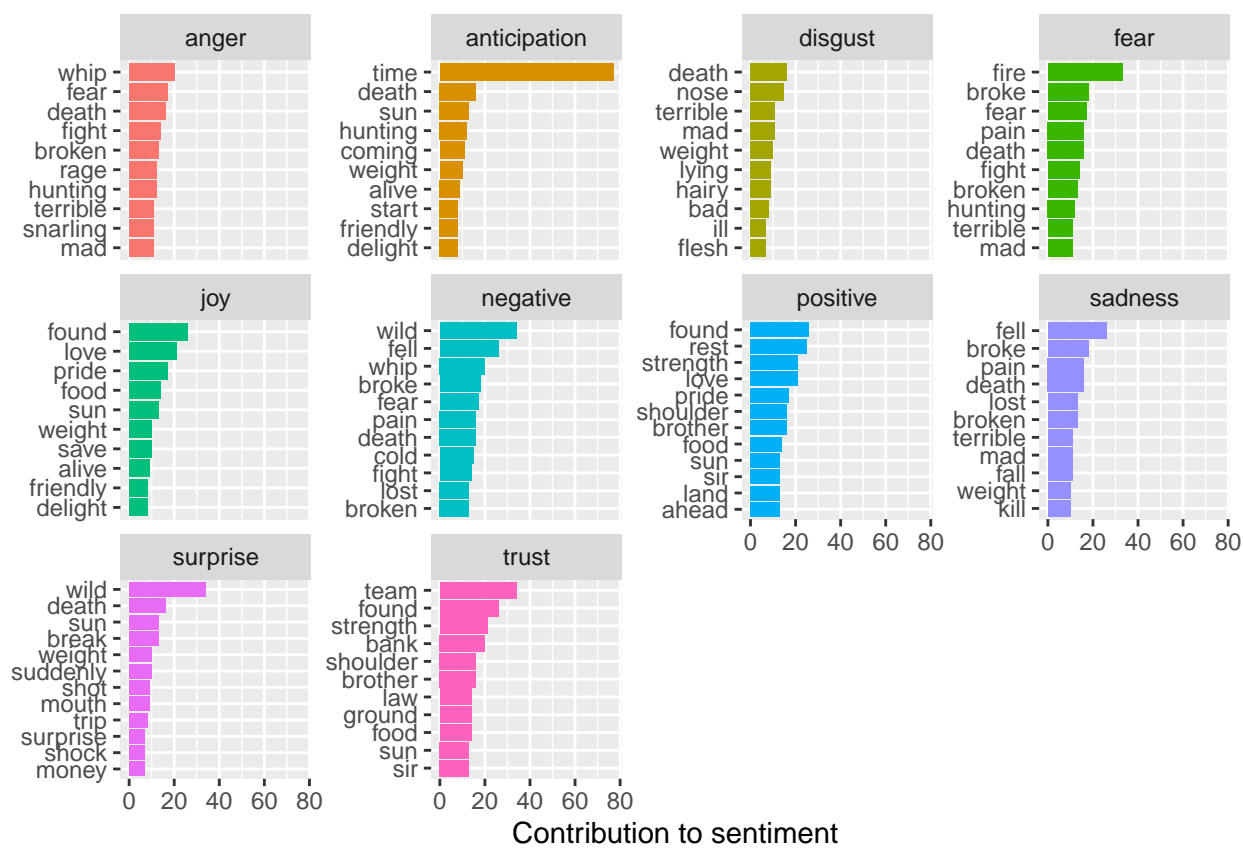 anger
whip
fear
death
fight
broken
rage
hunting
terrible
snarling
mad
anticipation
time
death
sun
hunting
coming
weight
alive
start
friendly
delight
disgust
death
nose
terrible
mad
weight
lying
hairy
bad
ill
flesh
fear
fire
broke
fear
pain
death
fight
broken
hunting
terrible
mad
joy
found
love
pride
food
sun
weight
save
alive
friendly
delight
negative
wild
fell
whip
broke
fear
pain
death
cold
fight
lost
broken
positive
found
rest
strength
love
pride
shoulder
brother
food
sun
sir
land
ahead
0 20 40 60 80
sadness
fell
broke
pain
death
lost
broken
terrible
mad
fall
weight
kill
0 20 40 60 80
surprise
wild
death
sun
break
weight
suddenly
shot
mouth
trip
surprise
shock
money
0 20 40 60 80
trust
team
found
strength
bank
shoulder
brother
law
ground
food
sun
sir
0 20 40 60 80
Contribution to sentiment